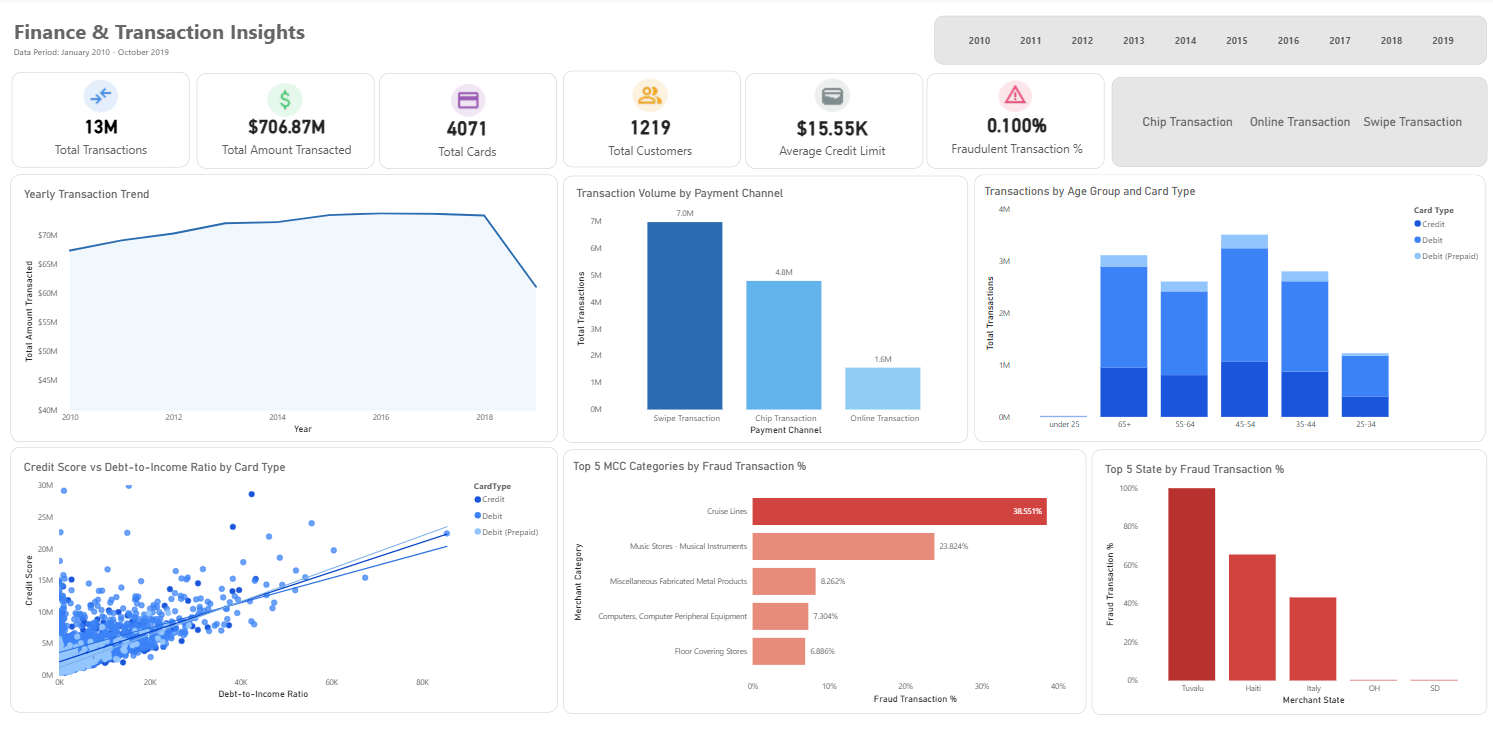 Finance & Transaction Insights
Data Period: January 2010 - October 2019
2010 2011 2012 2013 2014 2015 2016 2017 2018 2019
13M
Total Transactions
$706.87M
Total Amount Transacted
4071
Total Cards
1219
Total Customers
$15.55K
Average Credit Limit
0.100%
Fraudulent Transaction %
Chip Transaction Online Transaction Swipe Transaction
Yearly Transaction Trend
Total Amount Transacted
$70M
$65M
$60M
$55M
$50M
$45M
$40M
2010 2012 2014 2016 2018
Year
Transaction Volume by Payment Channel
Total Transactions
7M
6M
5M
4M
3M
2M
1M
0M
7.0M
4.8M
1.6M
Swipe Transaction Chip Transaction Online Transaction
Payment Channel
Transactions by Age Group and Card Type
Total Transactions
4M
3M
2M
1M
0M
under 25 65+ 55-64 45-54 35-44 25-34
Card Type
Credit
Debit
Debit (Prepaid)
Credit Score vs Debt-to-Income Ratio by Card Type
Credit Score
30M
25M
20M
15M
10M
5M
0M
0K 20K 40K 60K 80K
Debt-to-Income Ratio
CardType
Credit
Debit
Debit (Prepaid)
Top 5 MCC Categories by Fraud Transaction %
Merchant Category
Cruise Lines 38.551%
Music Stores - Musical Instruments 23.824%
Miscellaneous Fabricated Metal Products 8.262%
Computers, Computer Peripheral Equipment 7.304%
Floor Covering Stores 6.886%
0% 10% 20% 30% 40%
Fraud Transaction %
Top 5 State by Fraud Transaction %
Fraud Transaction %
100%
80%
60%
40%
20%
0%
Tuvalu Haiti Italy OH SD
Merchant State